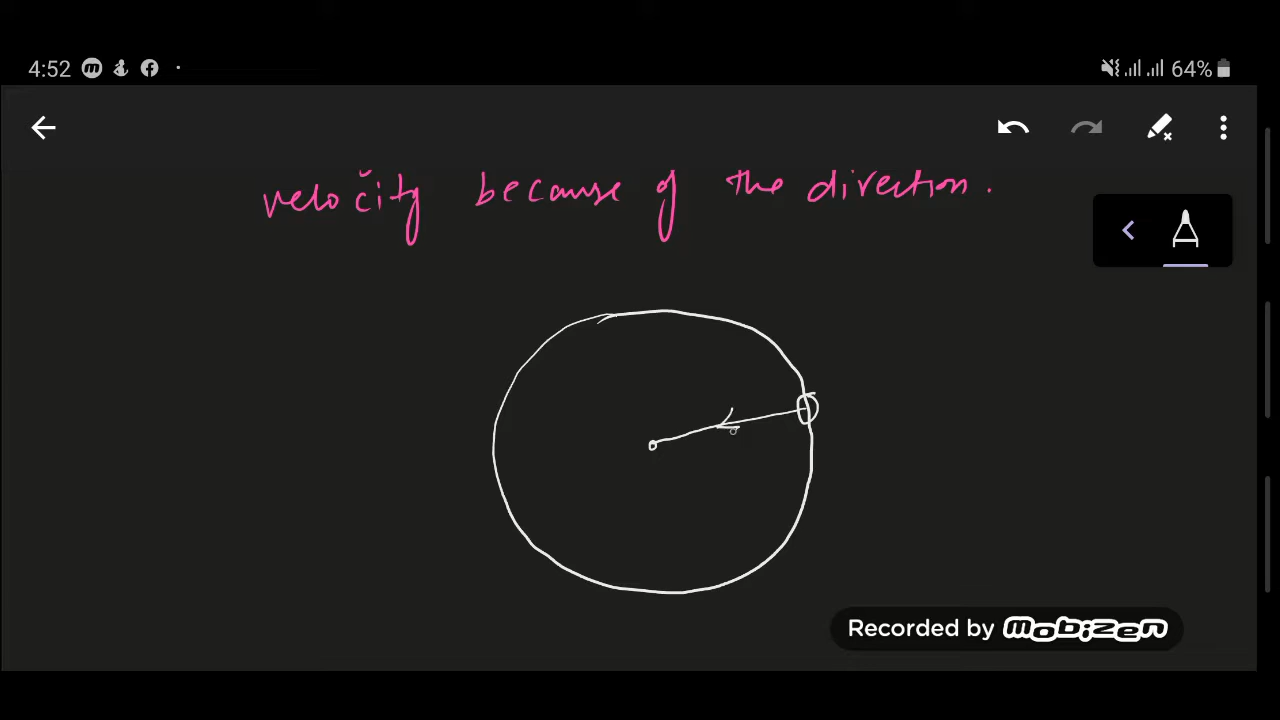 4:52 64%
velocity because of the direction.
Recorded by Mobizen